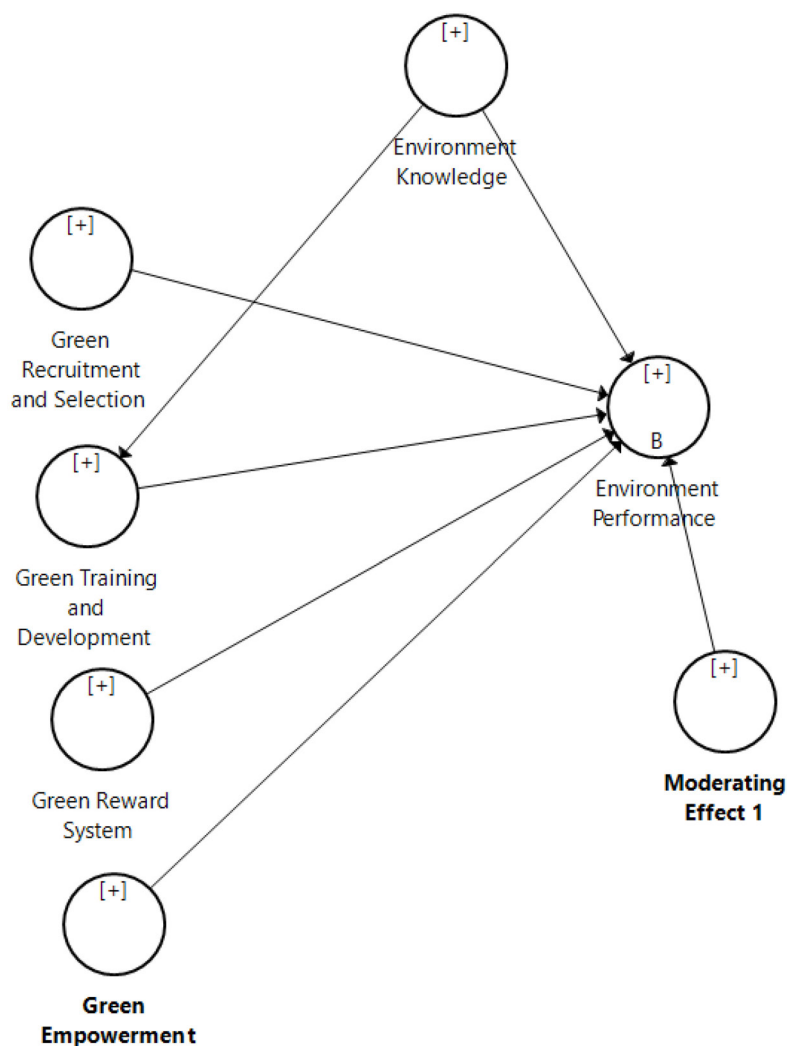 [+]
Environment
Knowledge
[+]
Green
Recruitment
and Selection
[+]
B
Environment
Performance
[+]
Green Training
and
Development
[+]
Green Reward
System
[+]
Moderating
Effect 1
[+]
Green
Empowerment